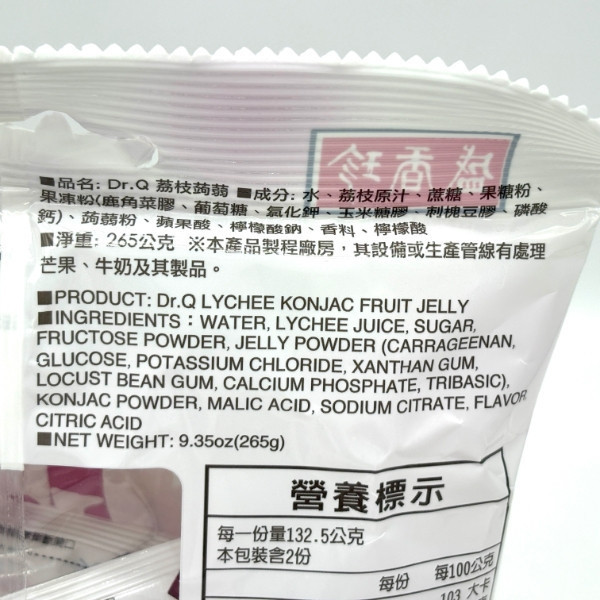 盛香珍
■品名: Dr.Q 荔枝蒟蒻 ■成分: 水、荔枝原汁、蔗糖、果糖粉、
果凍粉(鹿角菜膠、葡萄糖、氯化鉀、玉米糖膠、刺槐豆膠、磷酸
鈣)、蒟蒻粉、蘋果酸、檸檬酸鈉、香料、檸檬酸
■淨重: 265公克 ※本產品製程廠房，其設備或生產管線有處理
芒果、牛奶及其製品。
■PRODUCT: Dr.Q LYCHEE KONJAC FRUIT JELLY
■INGREDIENTS：WATER, LYCHEE JUICE, SUGAR,
FRUCTOSE POWDER, JELLY POWDER (CARRAGEENAN,
GLUCOSE, POTASSIUM CHLORIDE, XANTHAN GUM,
LOCUST BEAN GUM, CALCIUM PHOSPHATE, TRIBASIC),
KONJAC POWDER, MALIC ACID, SODIUM CITRATE, FLAVOR
CITRIC ACID
■NET WEIGHT: 9.35oz(265g)
營養標示
每一份量132.5公克
本包裝含2份
每份 每100公克
103 大卡